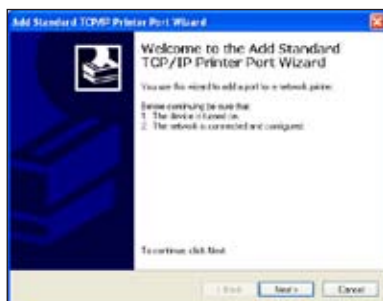 Add Standard TCP/IP Printer Port Wizard
Welcome to the Add Standard
TCP/IP Printer Port Wizard
You use this wizard to add a port for a network printer.
Before continuing be sure that:
1. The device is turned on.
2. The network is connected and configured.
To continue, click Next.
< Back
Next >
Cancel